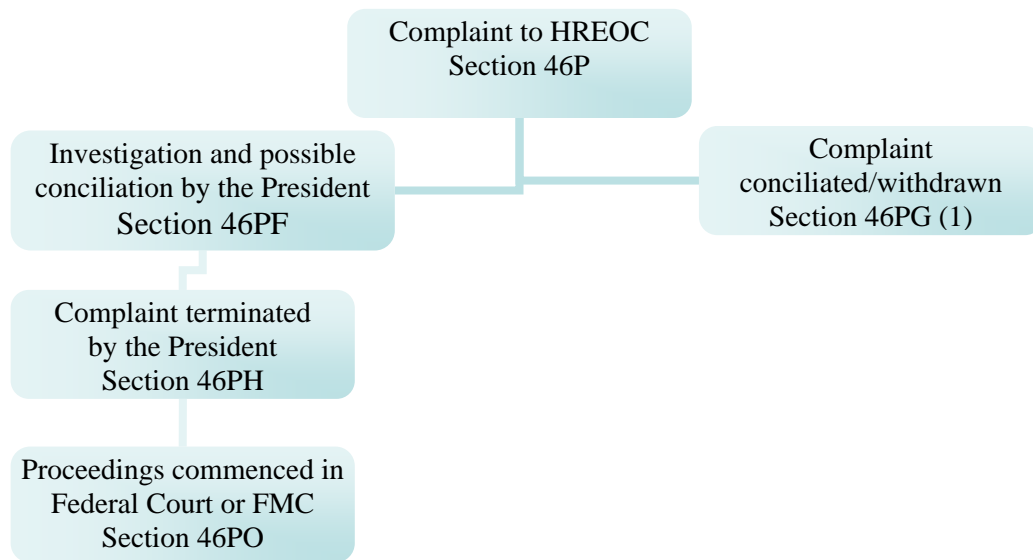 Complaint to HREOC
Section 46P
Investigation and possible
conciliation by the President
Section 46PF
Complaint
conciliated/withdrawn
Section 46PG (1)
Complaint terminated
by the President
Section 46PH
Proceedings commenced in
Federal Court or FMC
Section 46PO